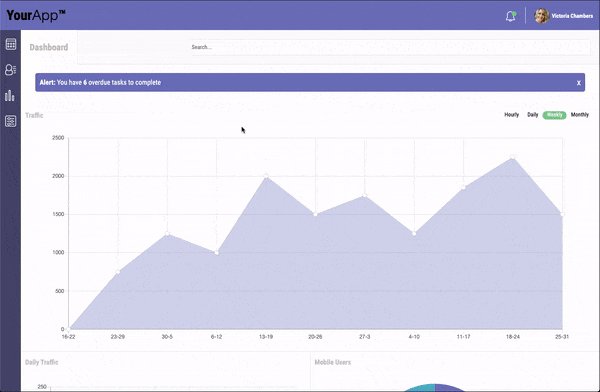 YourApp™
Victoria Chambers
Dashboard
Search...
Alert: You have 6 overdue tasks to complete
X
Traffic
Hourly Daily Weekly Monthly
2500
2000
1500
1000
500
0
16-22 23-29 30-5 6-12 13-19 20-26 27-3 4-10 11-17 18-24 25-31
Daily Traffic
Mobile Users
250